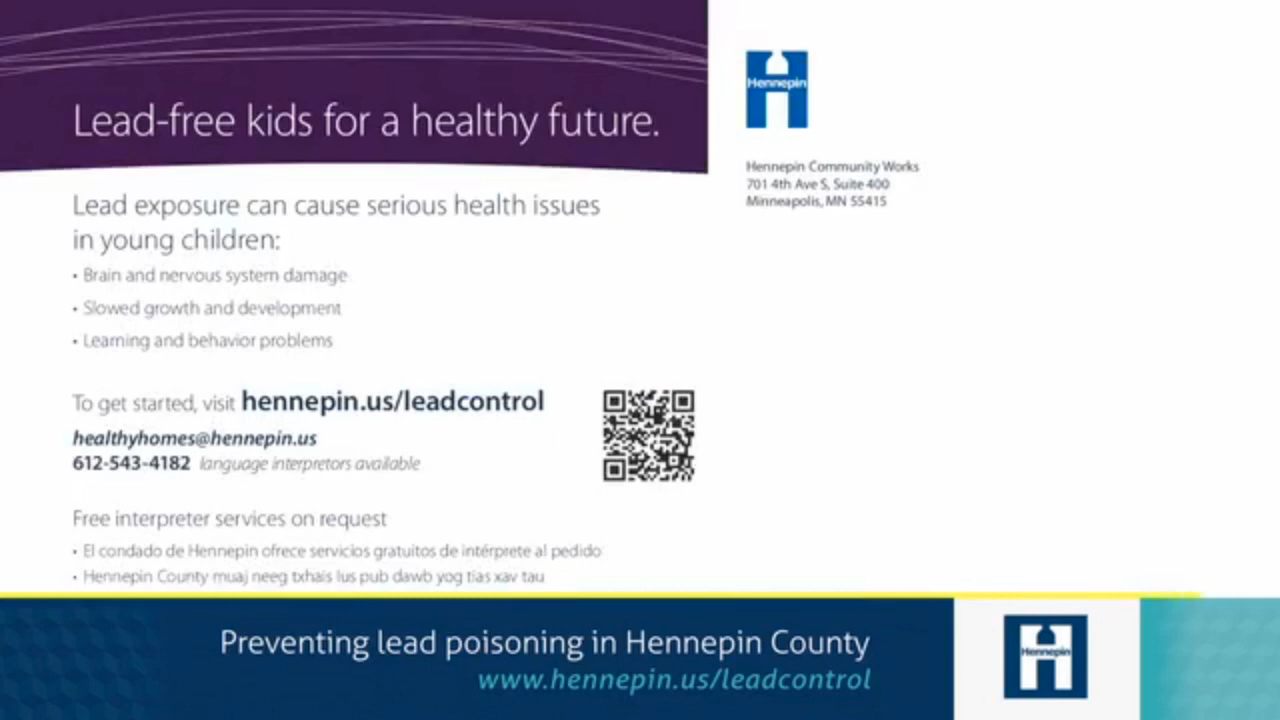 Lead-free kids for a healthy future.
Lead exposure can cause serious health issues
in young children:
• Brain and nervous system damage
• Slowed growth and development
• Learning and behavior problems
To get started, visit hennepin.us/leadcontrol
healthyhomes@hennepin.us
612-543-4182 language interpretors available
Free interpreter services on request
• El condado de Hennepin ofrece servicios gratuitos de intérprete al pedido
• Hennepin County muaj neeg txhais lus pub dawb yog tias xav tau
Hennepin
Hennepin Community Works
701 4th Ave S, Suite 400
Minneapolis, MN 55415
Preventing lead poisoning in Hennepin County
www.hennepin.us/leadcontrol
Hennepin